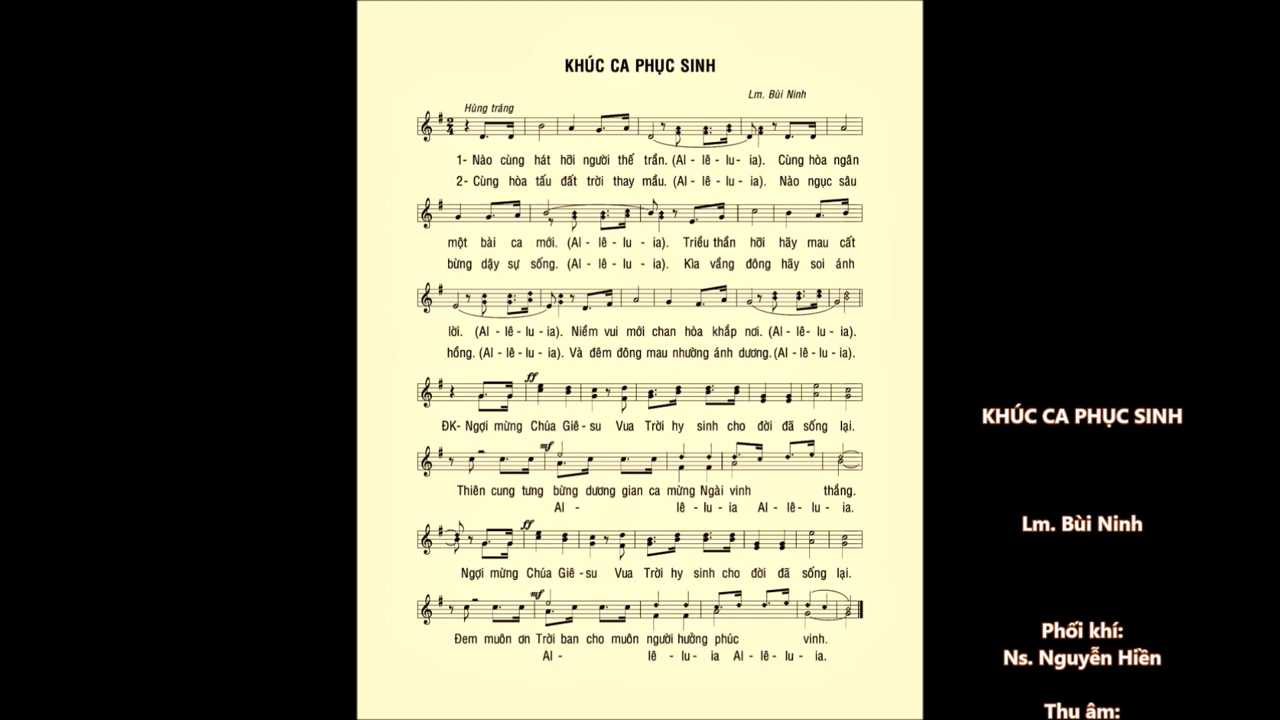 KHÚC CA PHỤC SINH
Lm. Bùi Ninh
Hùng tráng
2
4
1- Nào cùng hát hỡi người thế trần. (Al - lê - lu - ia). Cùng hòa ngân
2- Cùng hòa tấu đất trời thay mầu. (Al - lê - lu - ia). Nào ngục sâu
một bài ca mới. (Al - lê - lu - ia). Triều thần hỡi hãy mau cất
bừng dậy sự sống. (Al - lê - lu - ia). Kìa vầng đông hãy soi ánh
lời. (Al - lê - lu - ia). Niềm vui mới chan hòa khắp nơi. (Al - lê- lu - ia).
hồng. (Al - lê - lu - ia). Và đêm đông mau nhường ánh dương. (Al - lê - lu - ia).
ff
ĐK- Ngợi mừng Chúa Giê - su Vua Trời hy sinh cho đời đã sống lại.
mf
Thiên cung tưng bừng dương gian ca mừng Ngài vinh thắng.
Al - lê - lu - ia Al - lê - lu - ia.
ff
Ngợi mừng Chúa Giê - su Vua Trời hy sinh cho đời đã sống lại.
mf
Đem muôn ơn Trời ban cho muôn người hưởng phúc vinh.
Al - lê - lu - ia Al - lê - lu - ia.
KHÚC CA PHỤC SINH
Lm. Bùi Ninh
Phối khí:
Ns. Nguyễn Hiền
Thu âm: